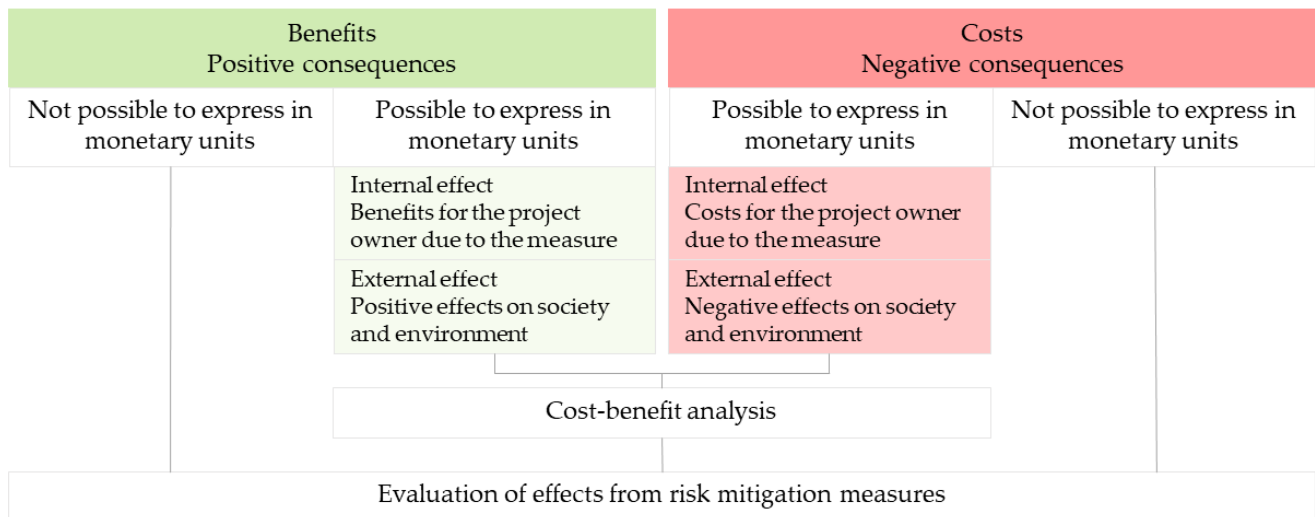 Benefits
Positive consequences
Costs
Negative consequences
Not possible to express in
monetary units
Possible to express in
monetary units
Possible to express in
monetary units
Not possible to express in
monetary units
Internal effect
Benefits for the project
owner due to the measure
Internal effect
Costs for the project owner
due to the measure
External effect
Positive effects on society
and environment
External effect
Negative effects on society
and environment
Cost-benefit analysis
Evaluation of effects from risk mitigation measures